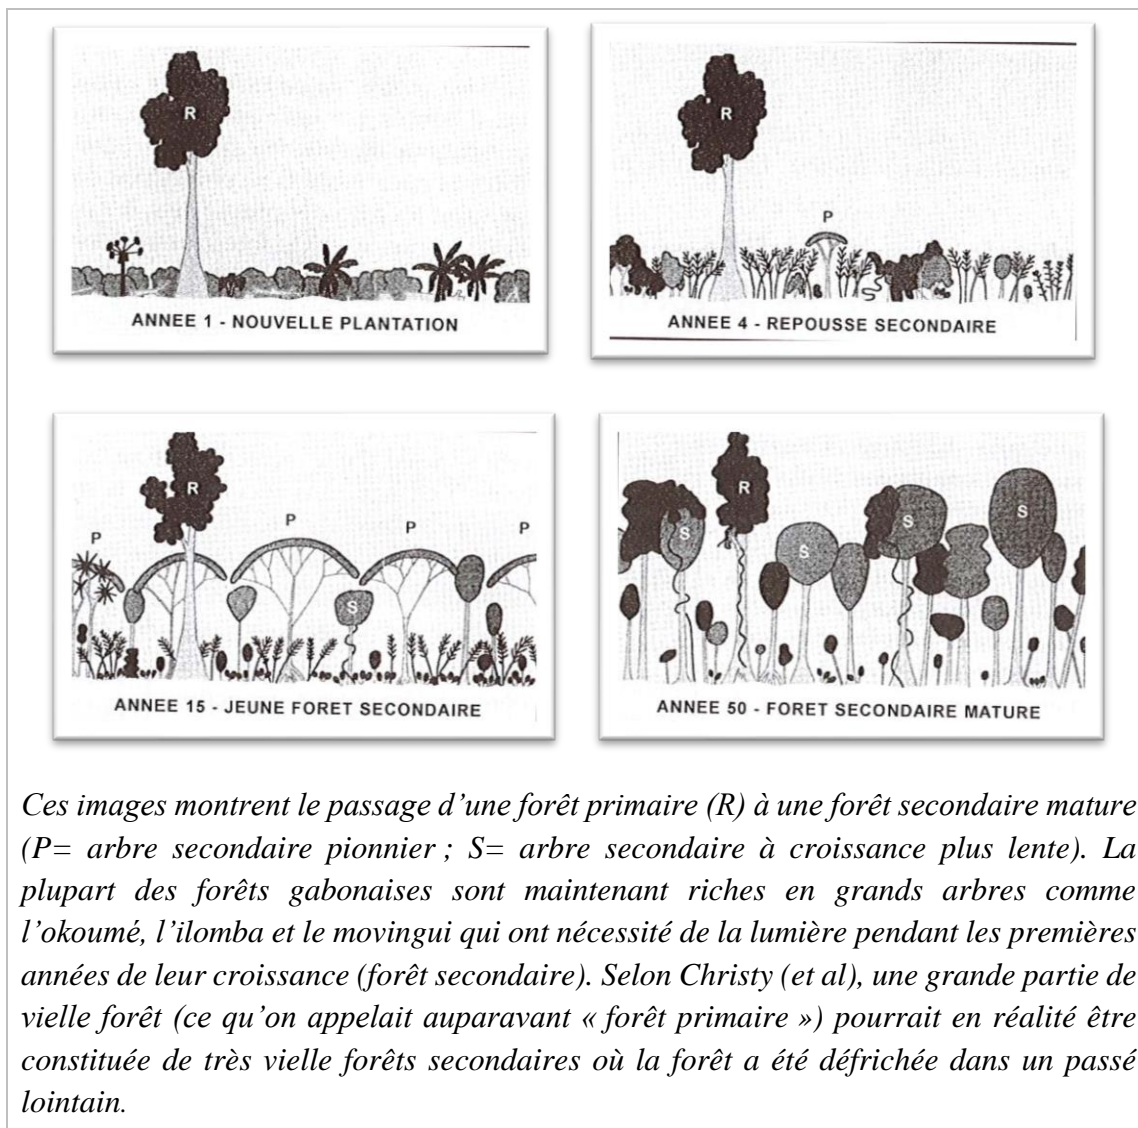 R
ANNEE 1 - NOUVELLE PLANTATION
R
P
ANNEE 4 - REPOUSSE SECONDAIRE
R
P
P
P
P
S
ANNEE 15 - JEUNE FORET SECONDAIRE
R
S
S
S
S
ANNEE 50 - FORET SECONDAIRE MATURE
Ces images montrent le passage d’une forêt primaire (R) à une forêt secondaire mature
(P= arbre secondaire pionnier ; S= arbre secondaire à croissance plus lente). La
plupart des forêts gabonaises sont maintenant riches en grands arbres comme
l’okoumé, l’ilomba et le movingui qui ont nécessité de la lumière pendant les premières
années de leur croissance (forêt secondaire). Selon Christy (et al), une grande partie de
vielle forêt (ce qu’on appelait auparavant « forêt primaire ») pourrait en réalité être
constituée de très vielle forêts secondaires où la forêt a été défrichée dans un passé
lointain.